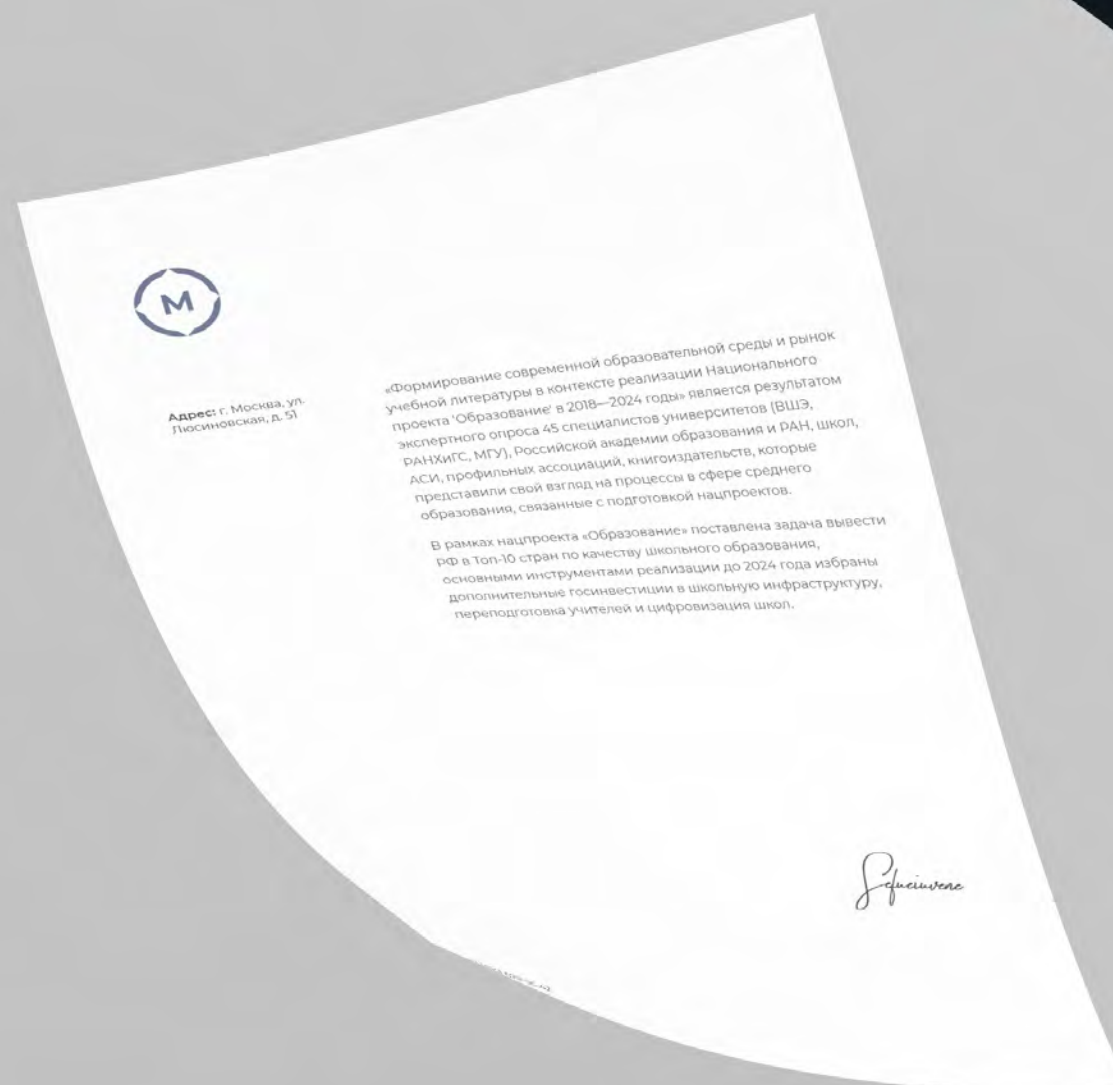 М
Адрес: г. Москва, ул.
Люсиновская, д. 51
«Формирование современной образовательной среды и рынок
учебной литературы в контексте реализации Национального
проекта 'Образование' в 2018—2024 годы» является результатом
экспертного опроса 45 специалистов университетов (ВШЭ,
РАНХиГС, МГУ), Российской академии образования и РАН, школ,
АСИ, профильных ассоциаций, книгоиздательств, которые
представили свой взгляд на процессы в сфере среднего
образования, связанные с подготовкой нацпроектов.
В рамках нацпроекта «Образование» поставлена задача вывести
РФ в Топ-10 стран по качеству школьного образования,
основными инструментами реализации до 2024 года избраны
дополнительные госинвестиции в школьную инфраструктуру,
переподготовка учителей и цифровизация школ.